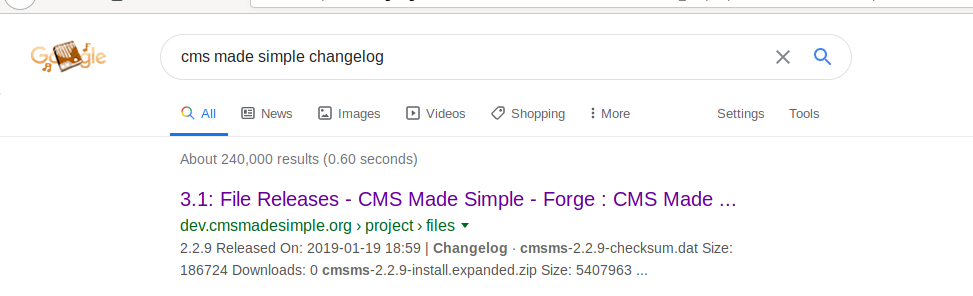 Google
cms made simple changelog
All News Images Videos Shopping More Settings Tools
About 240,000 results (0.60 seconds)
3.1: File Releases - CMS Made Simple - Forge : CMS Made ...
dev.cmsmadesimple.org › project › files
2.2.9 Released On: 2019-01-19 18:59 | Changelog · cmsms-2.2.9-checksum.dat Size:
186724 Downloads: 0 cmsms-2.2.9-install.expanded.zip Size: 5407963 ...